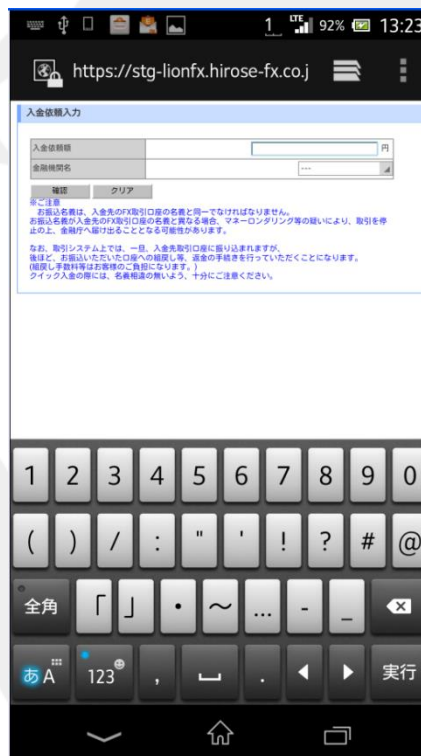 1 LTE 92% 13:23
https://stg-lionfx.hirose-fx.co.j
入金依頼入力
入金依頼額 円
金融機関名 ---
確認 クリア
※ご注意
お振込名義は、入金先のFX取引口座の名義と同一でなければなりません。
お振込名義が入金先のFX取引口座の名義と異なる場合、マネーロンダリング等の疑いにより、取引を停
止の上、金融庁へ届け出ることとなる可能性があります。
なお、取引システム上では、一旦、入金先取引口座に振り込まれますが、
後ほど、お振込いただいた口座への組戻し等、返金の手続きを行っていただくことになります。
(組戻し手数料等はお客様のご負担になります。)
クイック入金の際には、名義相違の無いよう、十分にご注意ください。
1 2 3 4 5 6 7 8 9 0
( ) / : " ' ! ? # @
全角 「 」 ・ ～ … - _
あA 123 , . 実行